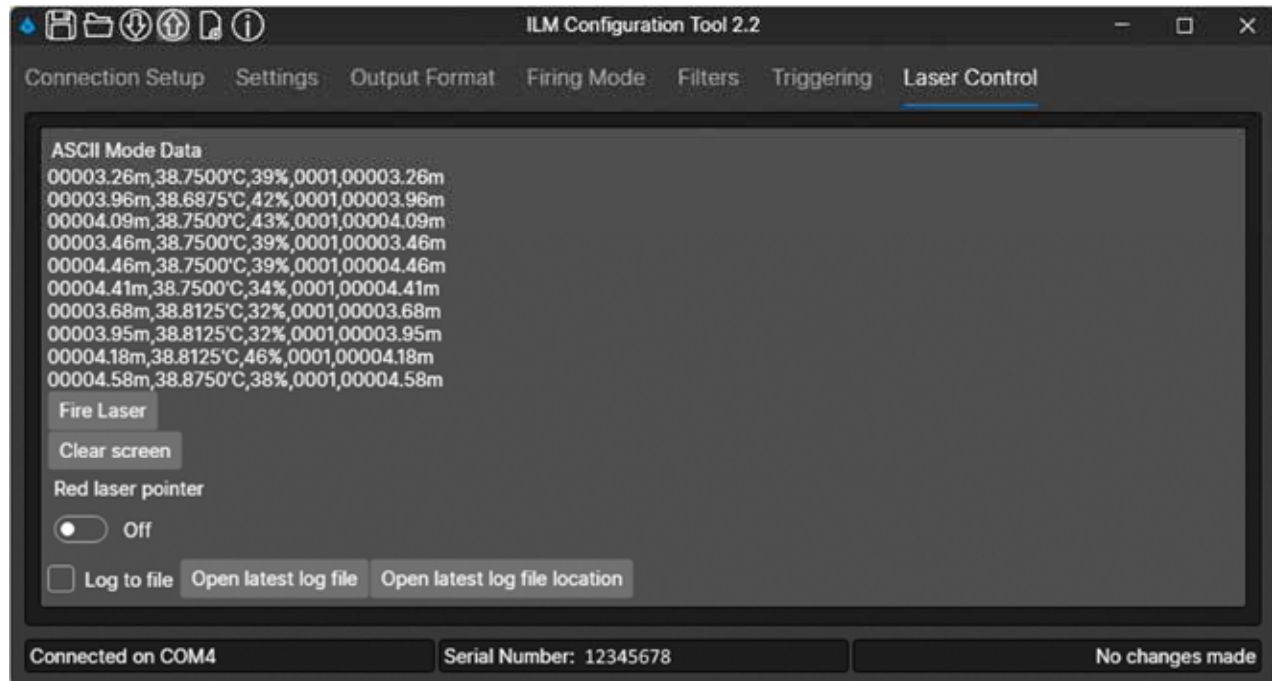 ILM Configuration Tool 2.2
Connection Setup Settings Output Format Firing Mode Filters Triggering Laser Control
ASCII Mode Data
00003.26m,38.7500'C,39%,0001,00003.26m
00003.96m,38.6875'C,42%,0001,00003.96m
00004.09m,38.7500'C,43%,0001,00004.09m
00003.46m,38.7500'C,39%,0001,00003.46m
00004.46m,38.7500'C,39%,0001,00004.46m
00004.41m,38.7500'C,34%,0001,00004.41m
00003.68m,38.8125'C,32%,0001,00003.68m
00003.95m,38.8125'C,32%,0001,00003.95m
00004.18m,38.8125'C,46%,0001,00004.18m
00004.58m,38.8750'C,38%,0001,00004.58m
Fire Laser
Clear screen
Red laser pointer
Off
Log to file Open latest log file Open latest log file location
Connected on COM4 Serial Number: 12345678 No changes made